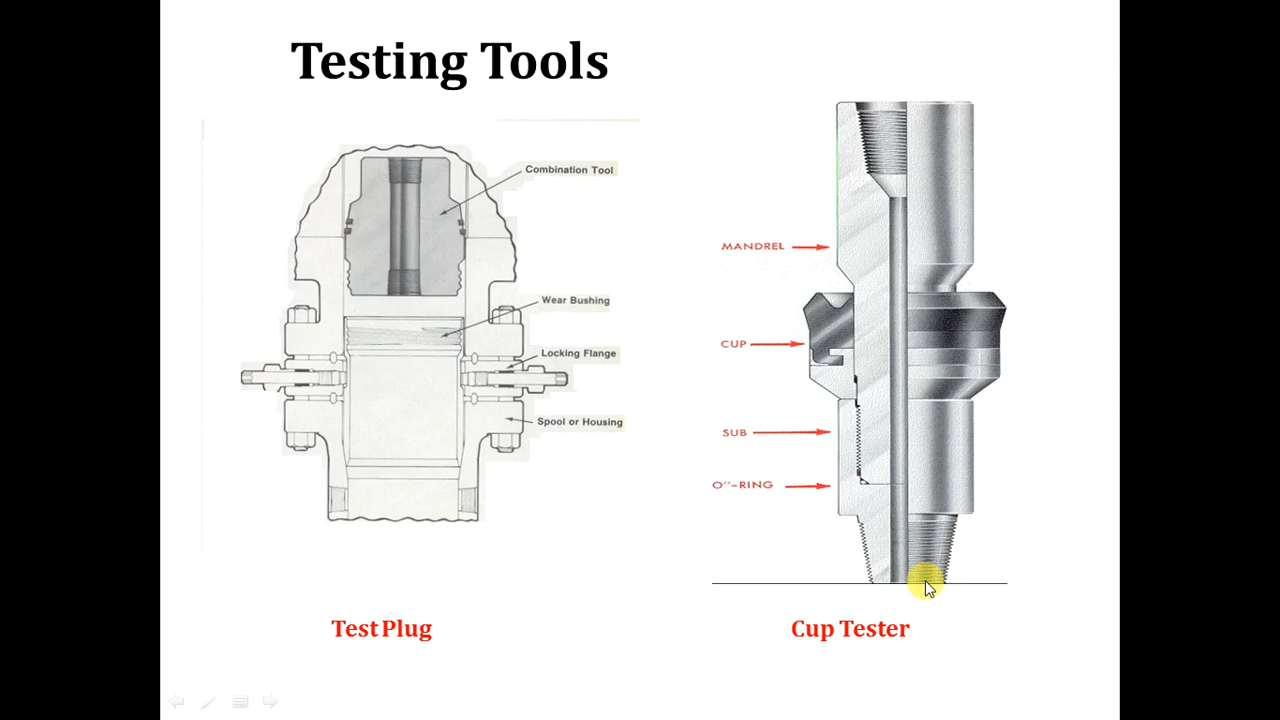 Testing Tools
Combination Tool
Wear Bushing
Locking Flange
Spool or Housing
MANDREL
CUP
SUB
O"-RING
Test Plug
Cup Tester